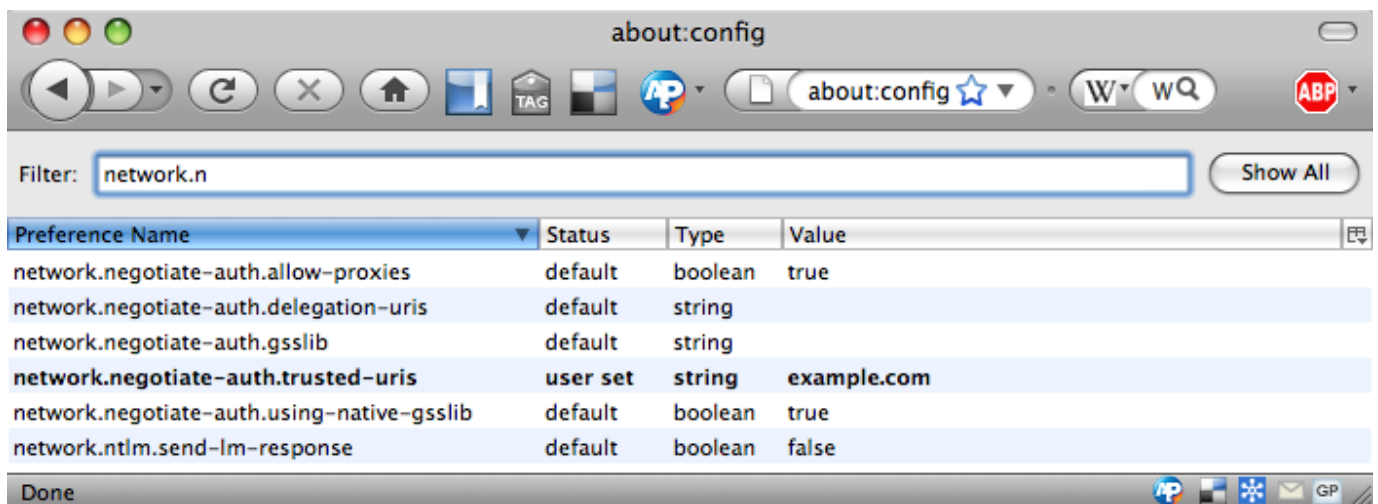 about:config
TAG AP about:config W W ABP
Filter: network.n Show All
Preference Name Status Type Value
network.negotiate-auth.allow-proxies default boolean true
network.negotiate-auth.delegation-uris default string
network.negotiate-auth.gsslib default string
network.negotiate-auth.trusted-uris user set string example.com
network.negotiate-auth.using-native-gsslib default boolean true
network.ntlm.send-lm-response default boolean false
Done AP GP